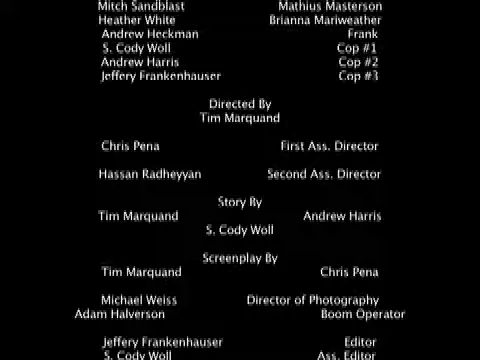 Mitch Sandblast Mathius Masterson
Heather White Brianna Mariweather
Andrew Heckman Frank
S. Cody Woll Cop #1
Andrew Harris Cop #2
Jeffery Frankenhauser Cop #3
Directed By
Tim Marquand
Chris Pena First Ass. Director
Hassan Radheyyan Second Ass. Director
Story By
Tim Marquand Andrew Harris
S. Cody Woll
Screenplay By
Tim Marquand Chris Pena
Michael Weiss Director of Photography
Adam Halverson Boom Operator
Jeffery Frankenhauser Editor
S. Cody Woll Ass. Editor